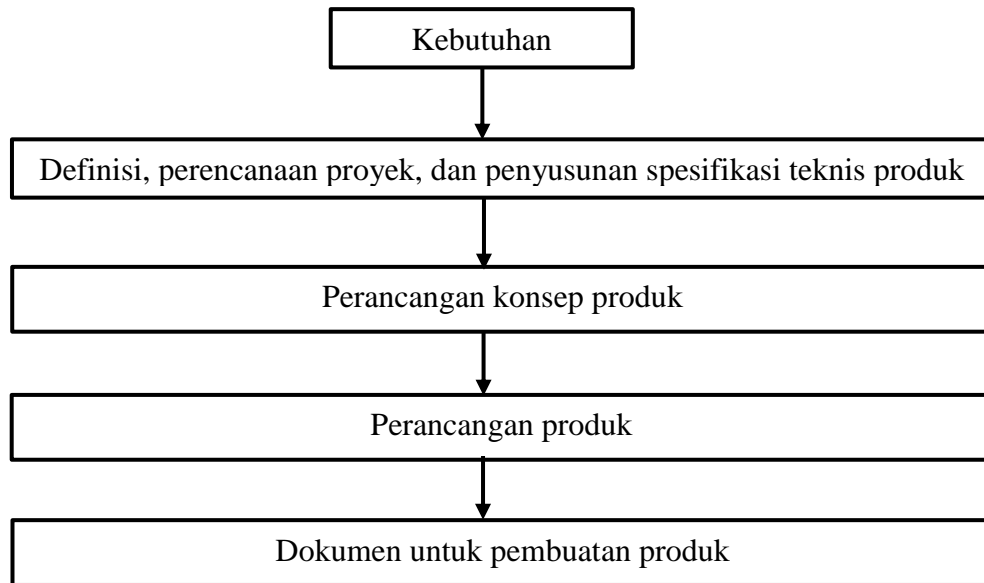 Kebutuhan
Definisi, perencanaan proyek, dan penyusunan spesifikasi teknis produk
Perancangan konsep produk
Perancangan produk
Dokumen untuk pembuatan produk